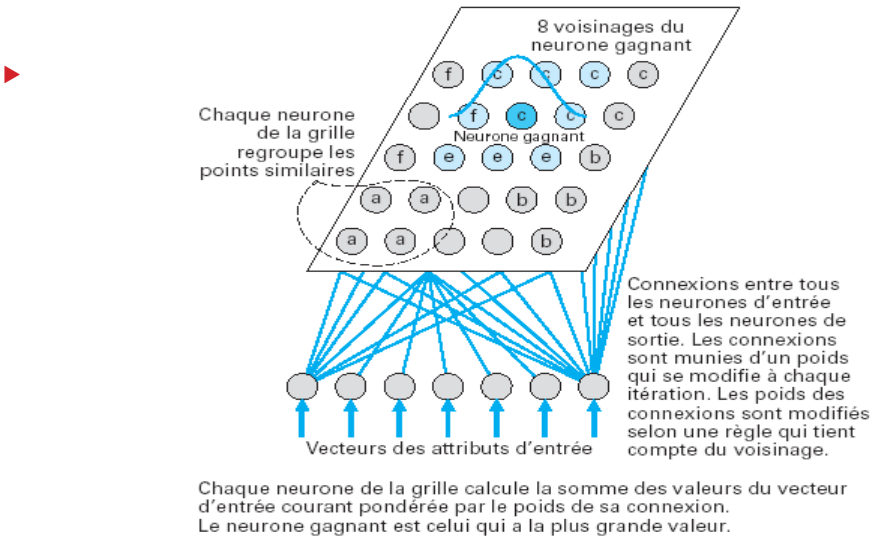 8 voisinages du
neurone gagnant
f c c c c
f c c c
Neurone gagnant
f e e e b
a a b b
a a b
Chaque neurone
de la grille
regroupe les
points similaires
Connexions entre tous
les neurones d’entrée
et tous les neurones de
sortie. Les connexions
sont munies d’un poids
qui se modifie à chaque
itération. Les poids des
connexions sont modifiés
selon une règle qui tient
compte du voisinage.
Vecteurs des attributs d’entrée
Chaque neurone de la grille calcule la somme des valeurs du vecteur
d’entrée courant pondérée par le poids de sa connexion.
Le neurone gagnant est celui qui a la plus grande valeur.